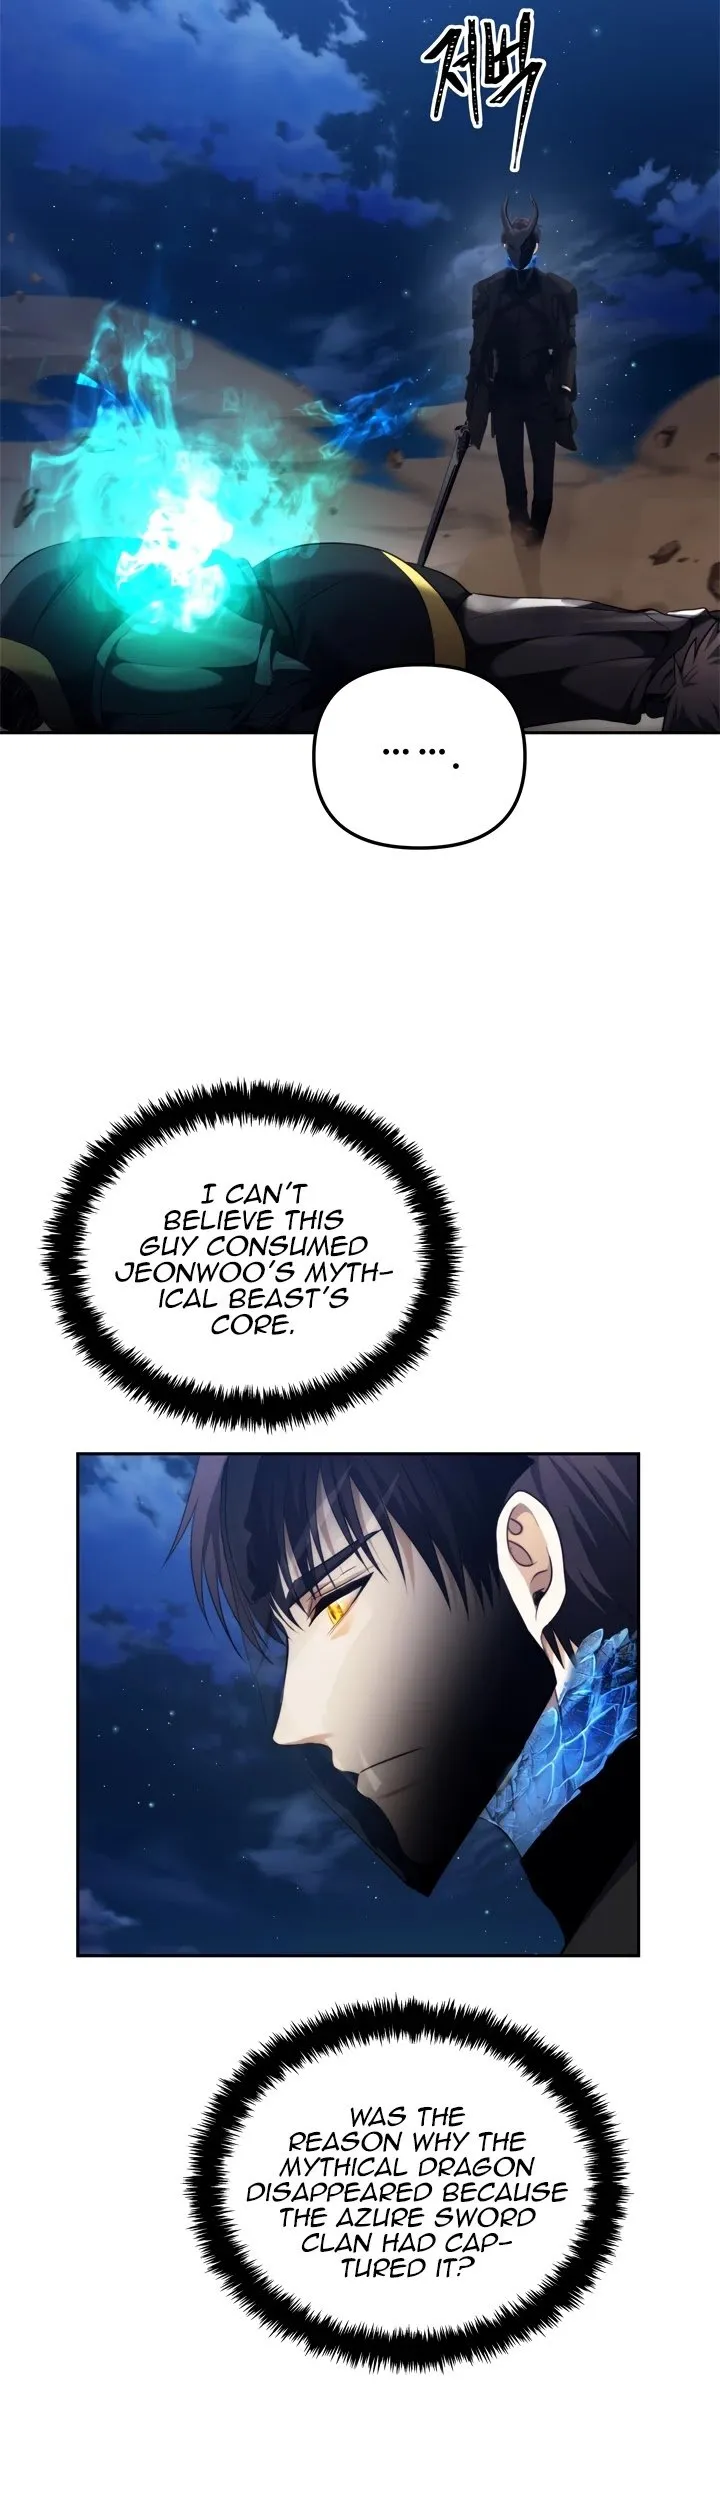 저벅
... ....
I CAN'T
BELIEVE THIS
GUY CONSUMED
JEONWOO'S MYTH-
ICAL BEAST'S
CORE.
WAS THE
REASON WHY THE
MYTHICAL DRAGON
DISAPPEARED BECAUSE
THE AZURE SWORD
CLAN HAD CAP-
TURED IT?